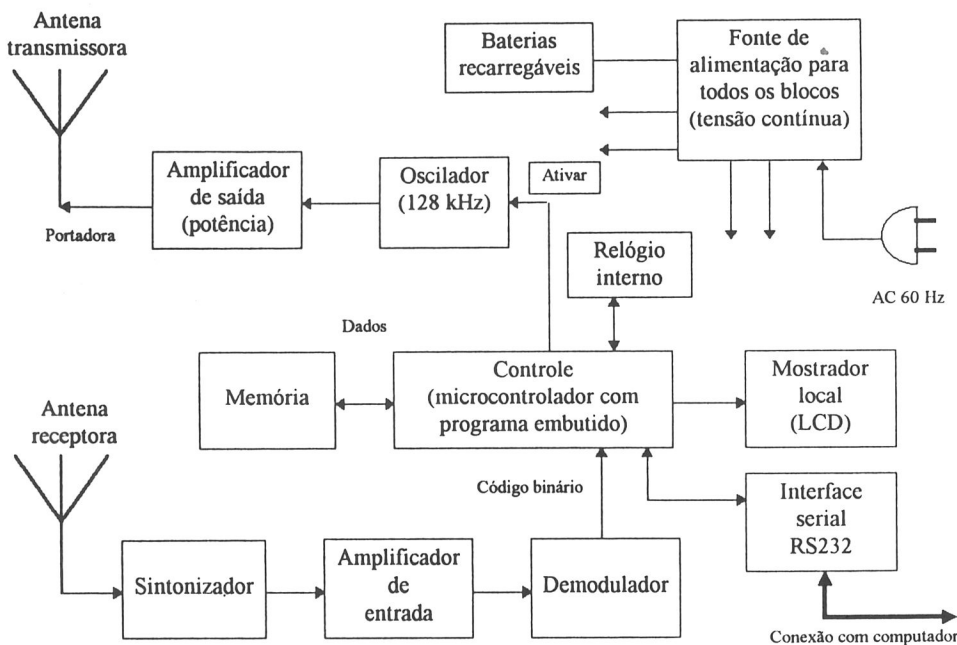 Antena
transmissora
Baterias
recarregáveis
Fonte de
alimentação para
todos os blocos
(tensão contínua)
Amplificador
de saída
(potência)
Oscilador
(128 kHz)
Ativar
Portadora
Relógio
interno
AC 60 Hz
Dados
Memória
Controle
(microcontrolador com
programa embutido)
Mostrador
local
(LCD)
Antena
receptora
Código binário
Interface
serial
RS232
Sintonizador
Amplificador
de
entrada
Demodulador
Conexão com computador